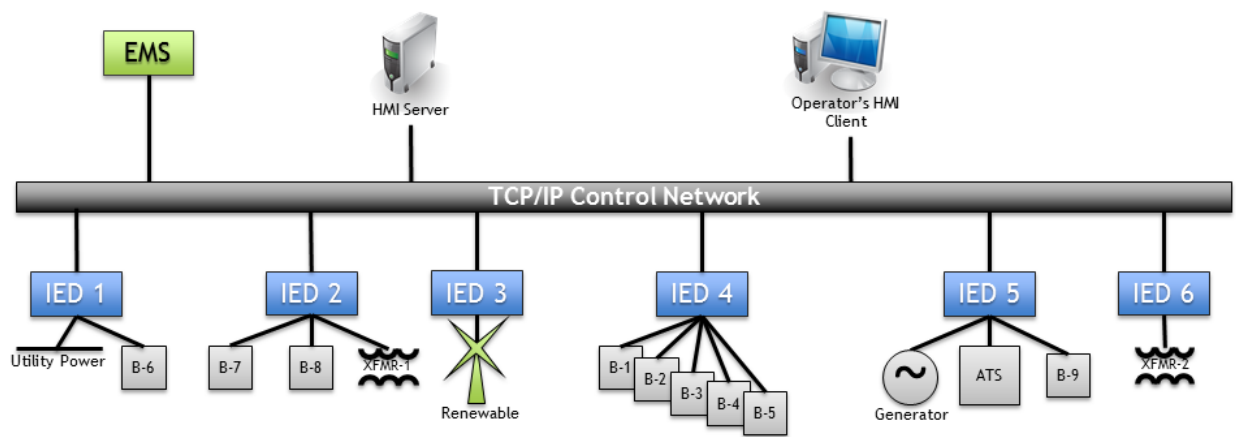 EMS
HMI Server
Operator's HMI
Client
TCP/IP Control Network
IED 1
IED 2
IED 3
IED 4
IED 5
IED 6
Utility Power
B-6
B-7
B-8
XFMR-1
Renewable
B-1
B-2
B-3
B-4
B-5
Generator
ATS
B-9
XFMR-2